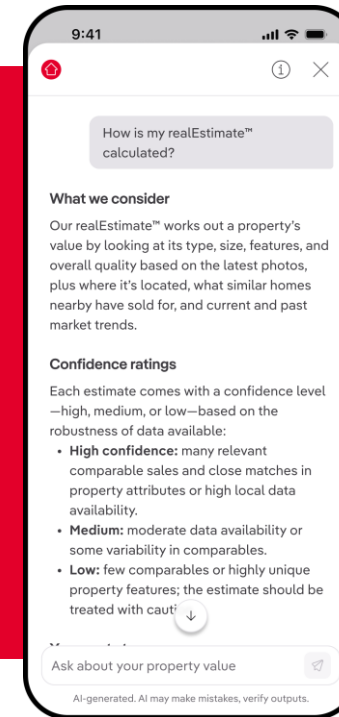 9:41
How is my realEstimate™
calculated?
What we consider
Our realEstimate™ works out a property's
value by looking at its type, size, features, and
overall quality based on the latest photos,
plus where it's located, what similar homes
nearby have sold for, and current and past
market trends.
Confidence ratings
Each estimate comes with a confidence level
—high, medium, or low—based on the
robustness of data available:
• High confidence: many relevant
comparable sales and close matches in
property attributes or high local data
availability.
• Medium: moderate data availability or
some variability in comparables.
• Low: few comparables or highly unique
property features; the estimate should be
treated with
Ask about your property value
AI-generated. AI may make mistakes, verify outputs.